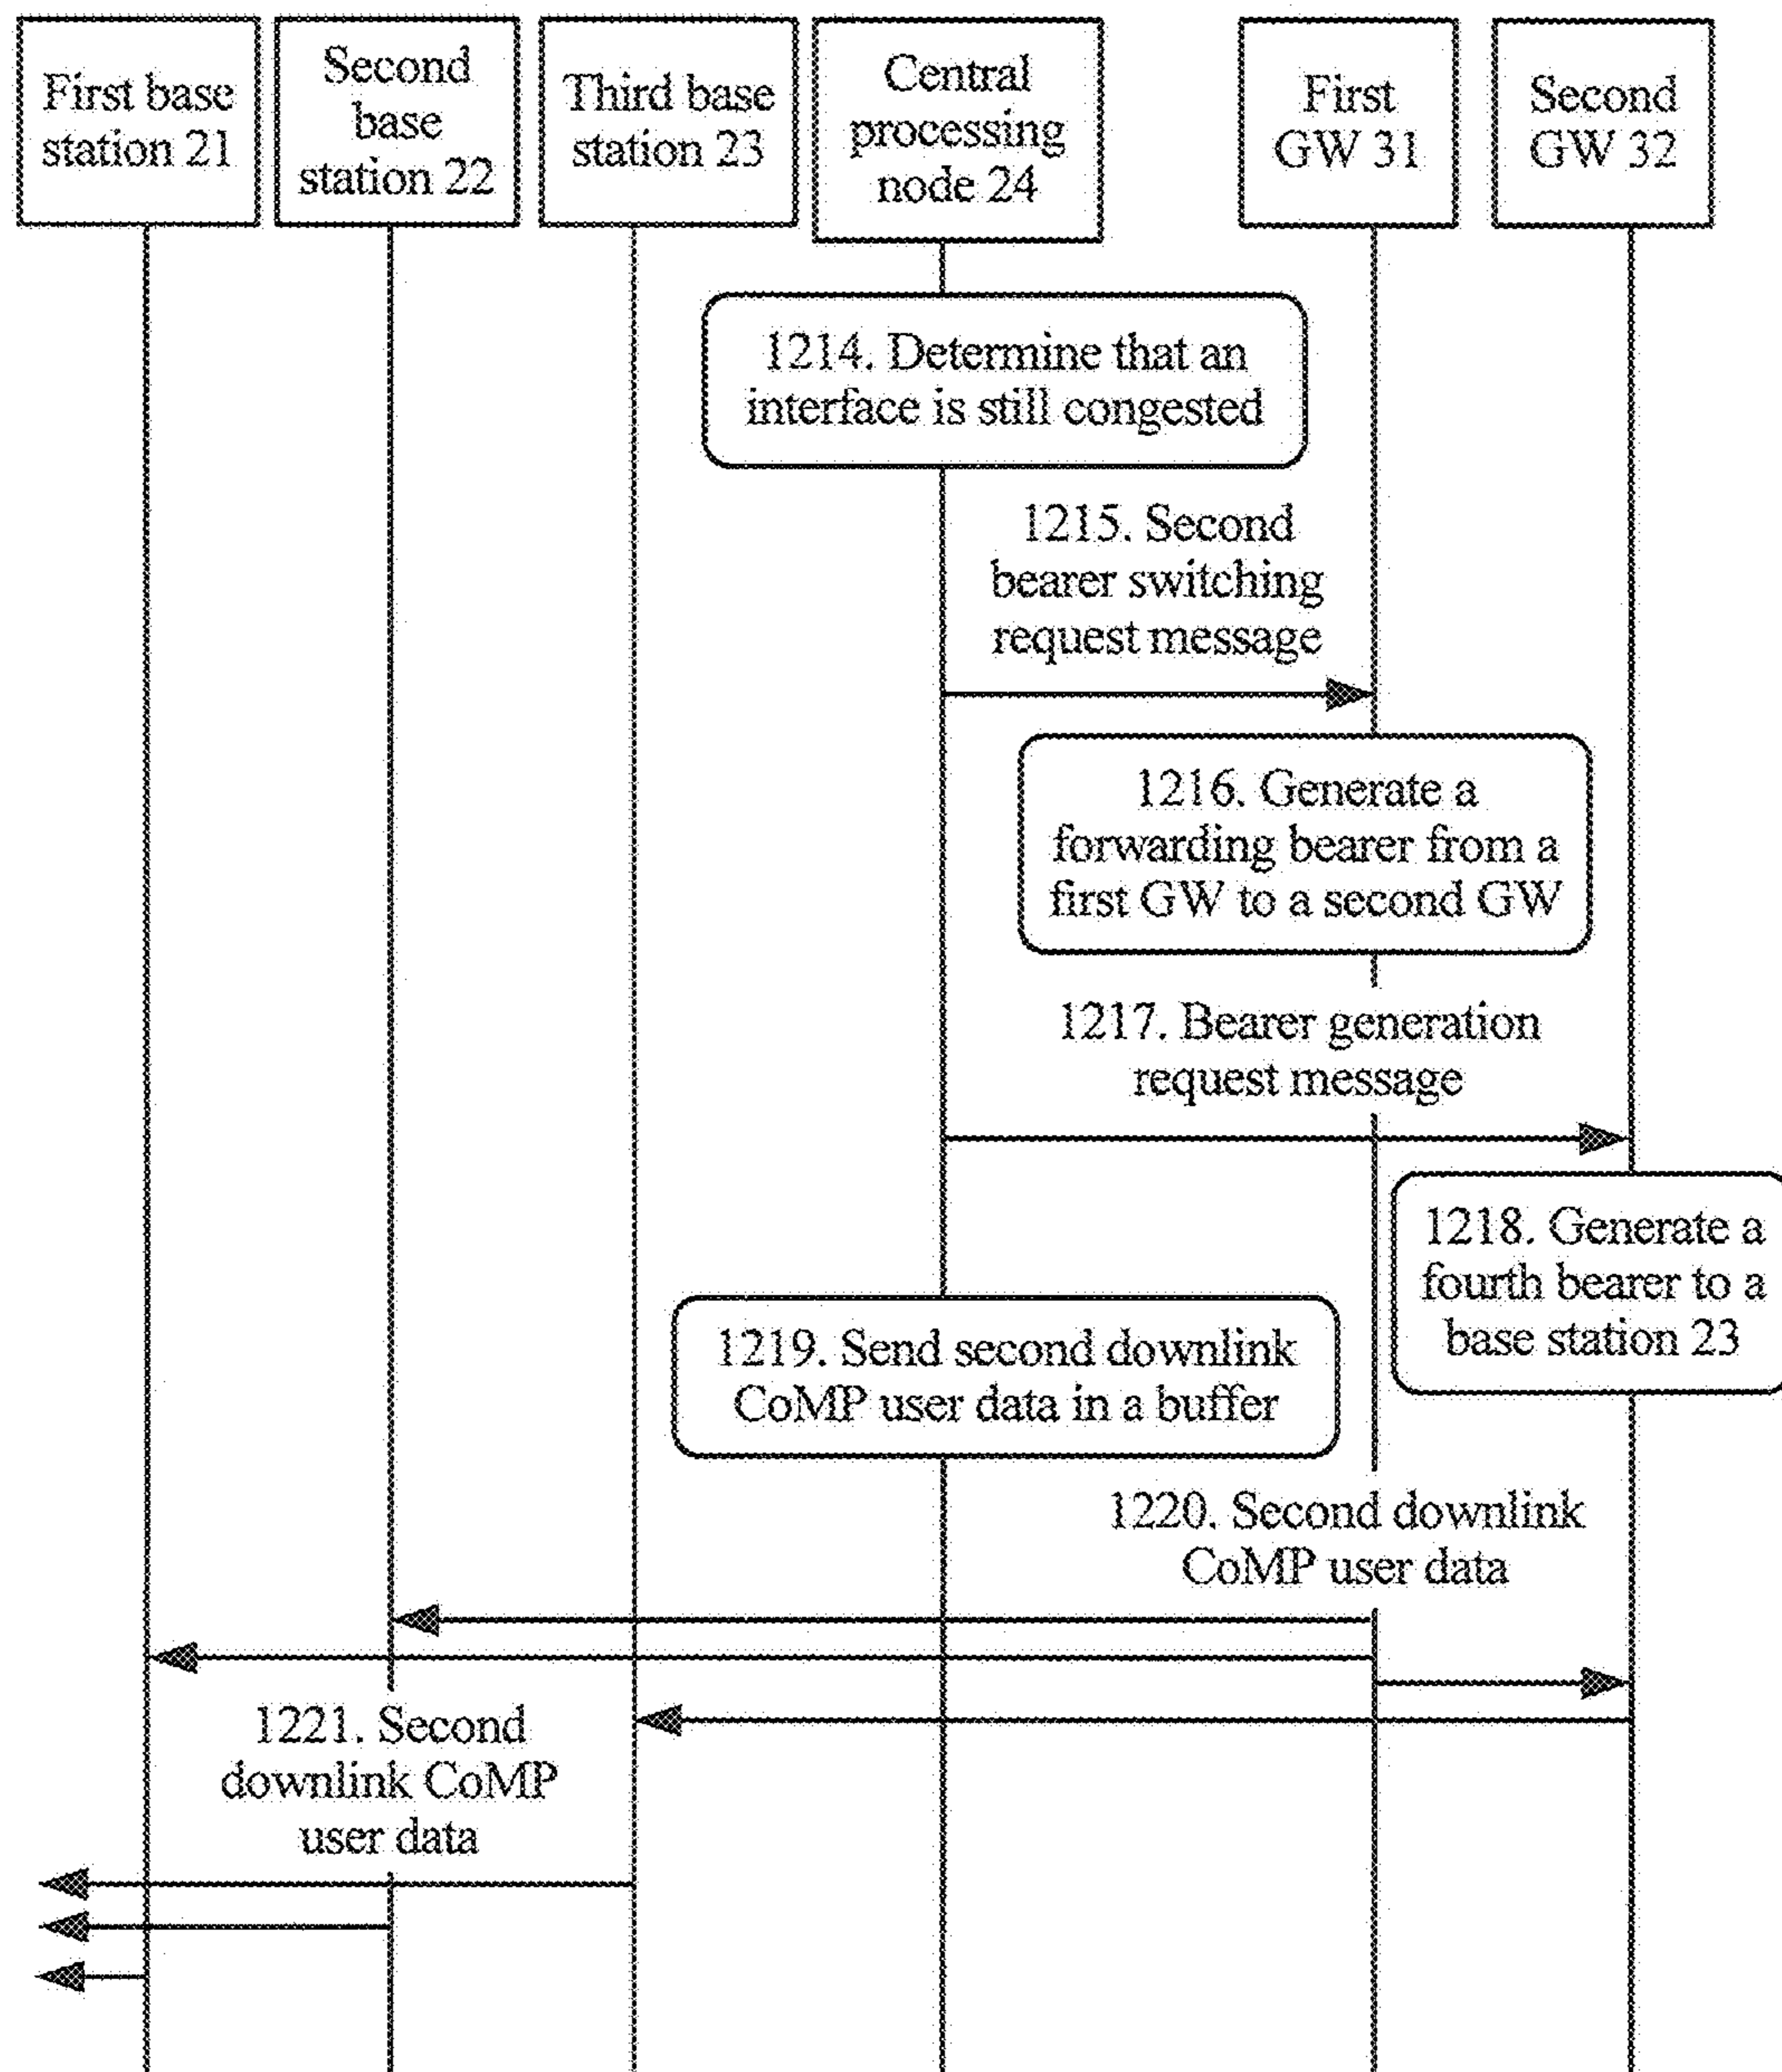 First base
station 21
Second
base
station 22
Third base
station 23
Central
processing
node 24
First
GW 31
Second
GW 32
1214. Determine that an
interface is still congested
1215. Second
bearer switching
request message
1216. Generate a
forwarding bearer from a
first GW to a second GW
1217. Bearer generation
request message
1218. Generate a
fourth bearer to a
base station 23
1219. Send second downlink
CoMP user data in a buffer
1220. Second downlink
CoMP user data
1221. Second
downlink CoMP
user data